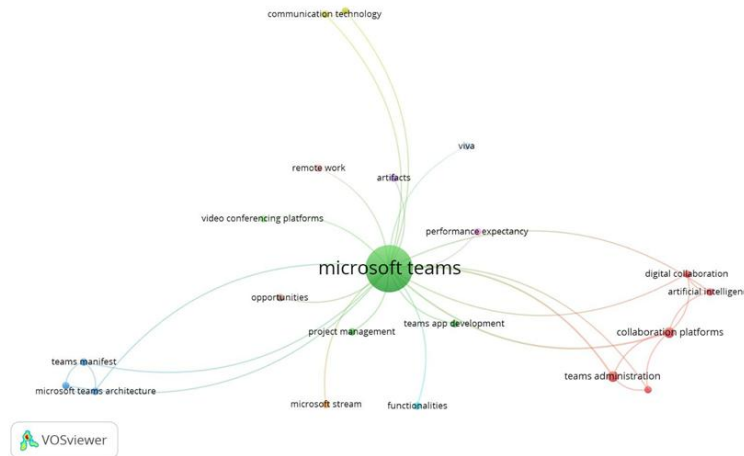 communication technology
viva
remote work
artifacts
video conferencing platforms
performance expectancy
microsoft teams
digital collaboration
artificial intelligenc
opportunities
teams app development
project management
collaboration platforms
teams manifest
teams administration
microsoft teams architecture
microsoft stream
functionalities
VOSviewer